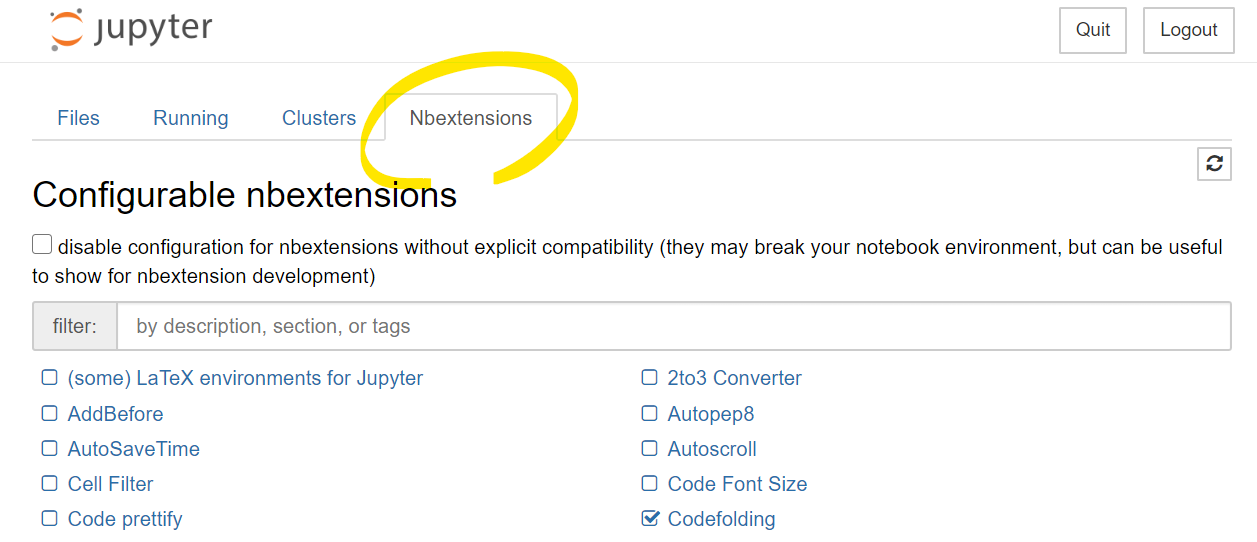 jupyter
Quit
Logout
Files
Running
Clusters
Nbextensions
Configurable nbextensions
disable configuration for nbextensions without explicit compatibility (they may break your notebook environment, but can be useful
to show for nbextension development)
filter:
by description, section, or tags
(some) LaTeX environments for Jupyter
2to3 Converter
AddBefore
Autopep8
AutoSaveTime
Autoscroll
Cell Filter
Code Font Size
Code prettify
Codefolding